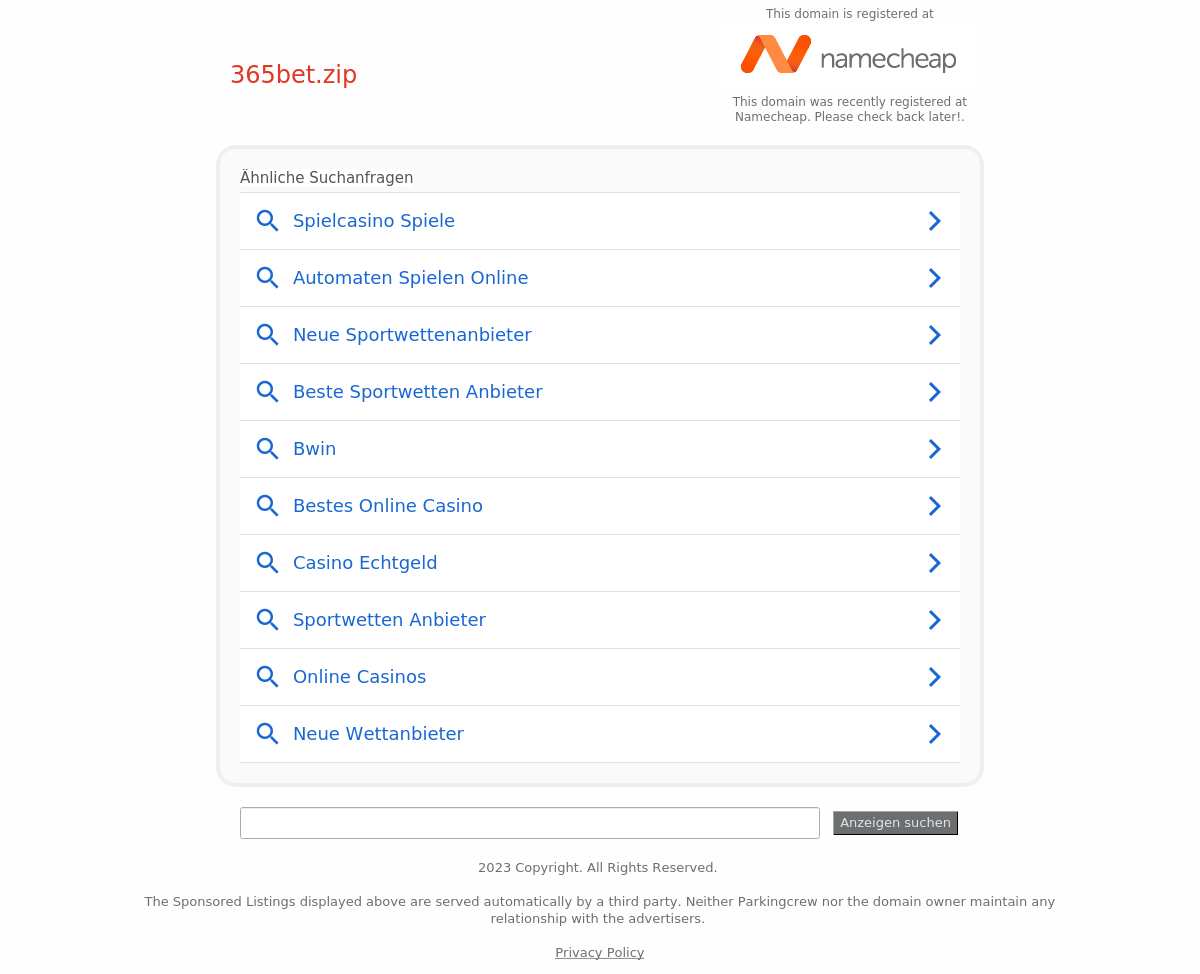 This domain is registered at
namecheap
365bet.zip
This domain was recently registered at
Namecheap. Please check back later!.
Ähnliche Suchanfragen
Spielcasino Spiele
Automaten Spielen Online
Neue Sportwettenanbieter
Beste Sportwetten Anbieter
Bwin
Bestes Online Casino
Casino Echtgeld
Sportwetten Anbieter
Online Casinos
Neue Wettanbieter
Anzeigen suchen
2023 Copyright. All Rights Reserved.
The Sponsored Listings displayed above are served automatically by a third party. Neither Parkingcrew nor the domain owner maintain any
relationship with the advertisers.
Privacy Policy